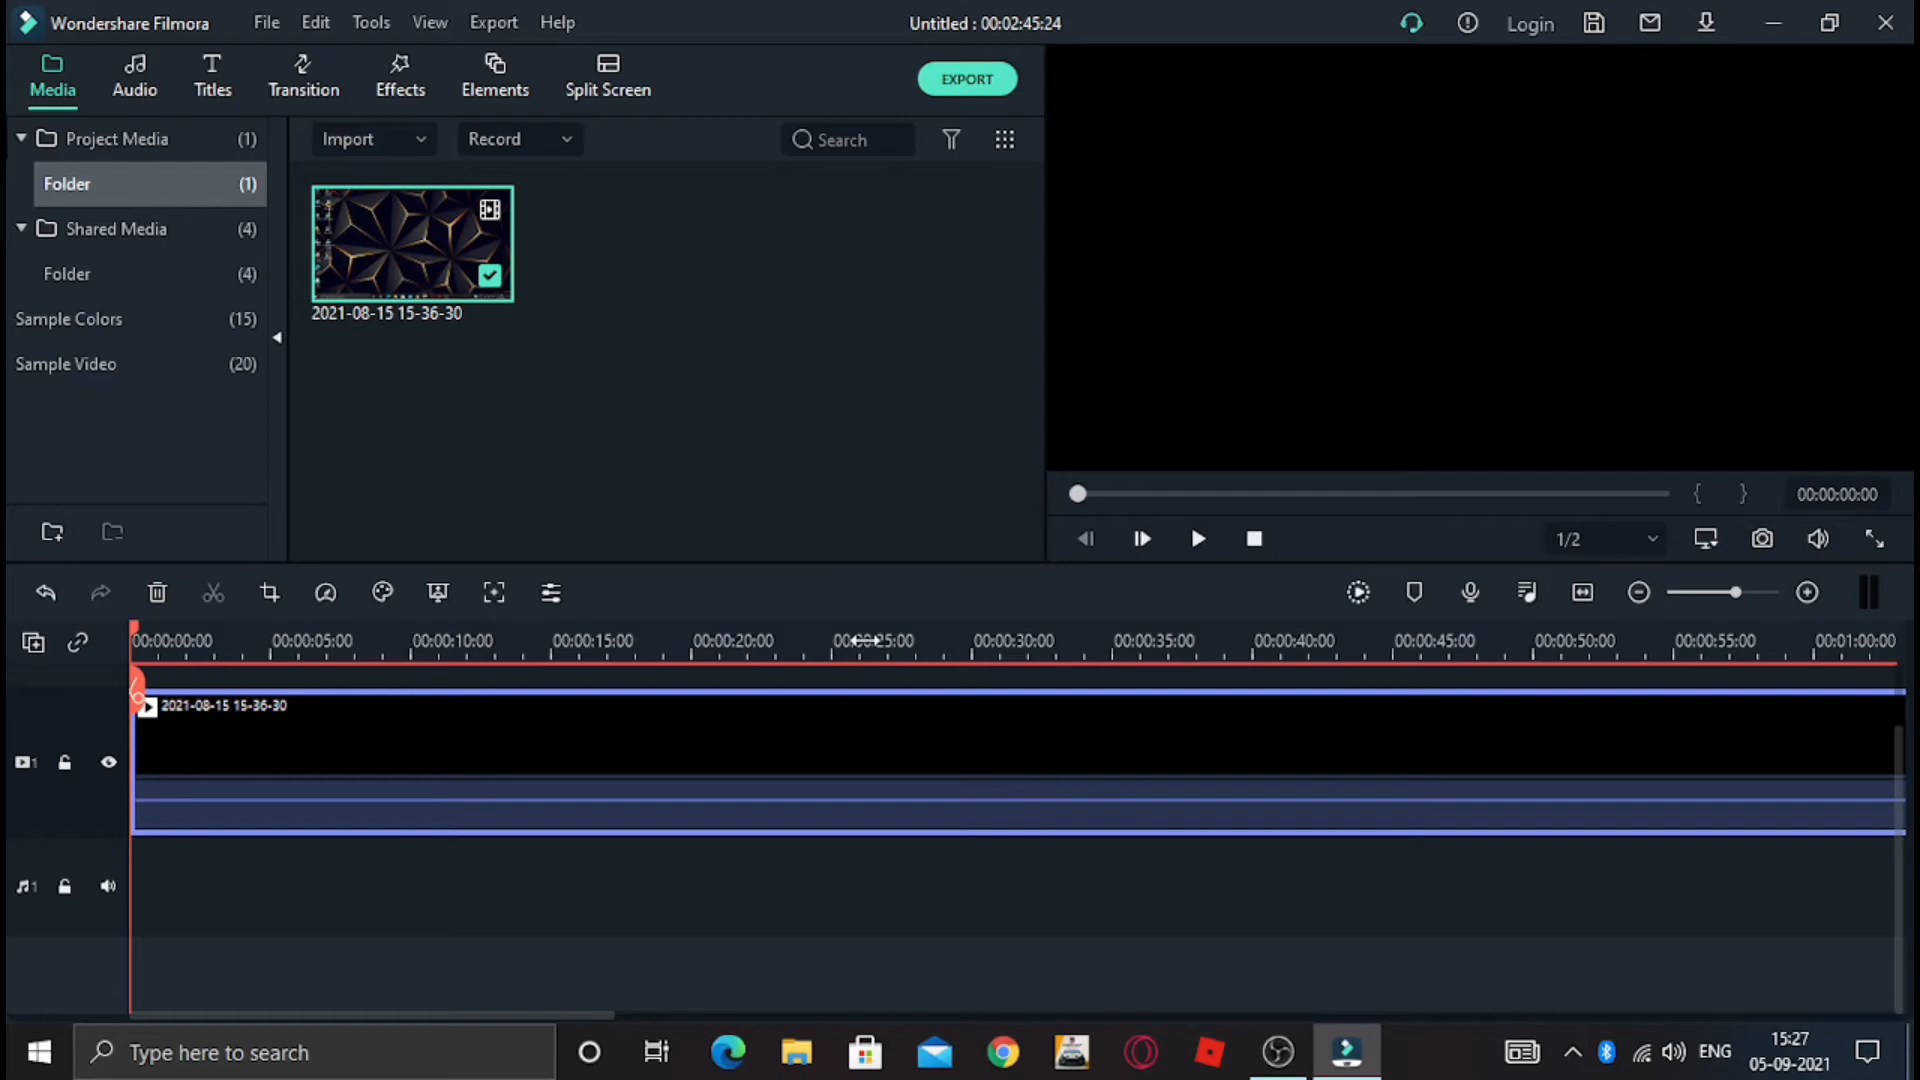 Wondershare Filmora File Edit Tools View Export Help Untitled : 00:02:45:24 Login
Media Audio Titles Transition Effects Elements Split Screen EXPORT
Project Media (1)
Folder (1)
Shared Media (4)
Folder (4)
Sample Colors (15)
Sample Video (20)
Import Record Search
2021-08-15 15-36-30
{ } 00:00:00:00
1/2
00:00:00:00 00:00:05:00 00:00:10:00 00:00:15:00 00:00:20:00 00:00:25:00 00:00:30:00 00:00:35:00 00:00:40:00 00:00:45:00 00:00:50:00 00:00:55:00 00:01:00:00
2021-08-15 15-36-30
1
1
Type here to search ENG
15:27
05-09-2021